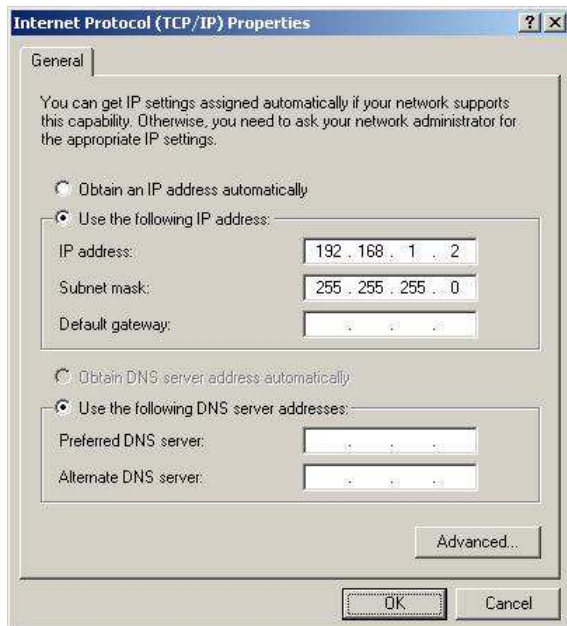 Internet Protocol (TCP/IP) Properties
General
You can get IP settings assigned automatically if your network supports
this capability. Otherwise, you need to ask your network administrator for
the appropriate IP settings.
Obtain an IP address automatically
Use the following IP address:
IP address: 192 . 168 . 1 . 2
Subnet mask: 255 . 255 . 255 . 0
Default gateway: . . .
Obtain DNS server address automatically
Use the following DNS server addresses:
Preferred DNS server: . . .
Alternate DNS server: . . .
Advanced...
OK Cancel